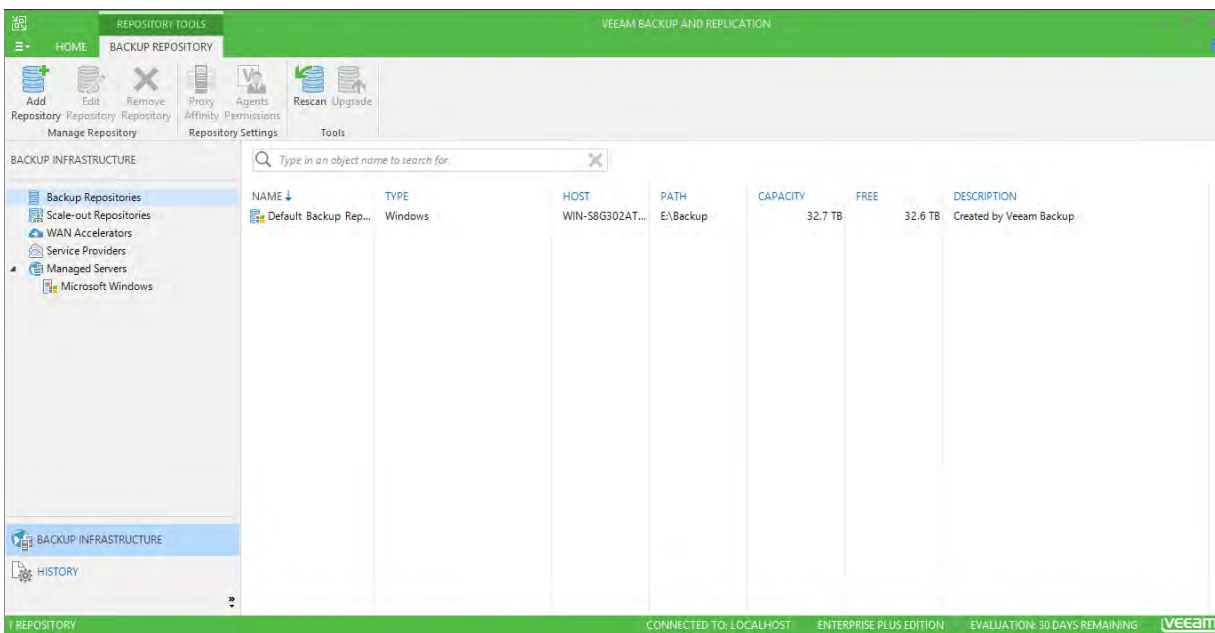 REPOSITORY TOOLS
VEEAM BACKUP AND REPLICATION
HOME
BACKUP REPOSITORY
Add Repository
Edit Repository
Remove Repository
Proxy Affinity
Agents Permissions
Rescan
Upgrade
Manage Repository
Repository Settings
Tools
BACKUP INFRASTRUCTURE
Type in an object name to search for
Backup Repositories
Scale-out Repositories
WAN Accelerators
Service Providers
Managed Servers
Microsoft Windows
NAME TYPE HOST PATH CAPACITY FREE DESCRIPTION
Default Backup Rep... Windows WIN-S8G302AT... E:\Backup 32.7 TB 32.6 TB Created by Veeam Backup
BACKUP INFRASTRUCTURE
HISTORY
1 REPOSITORY
CONNECTED TO: LOCALHOST
ENTERPRISE PLUS EDITION
EVALUATION: 30 DAYS REMAINING
veeam